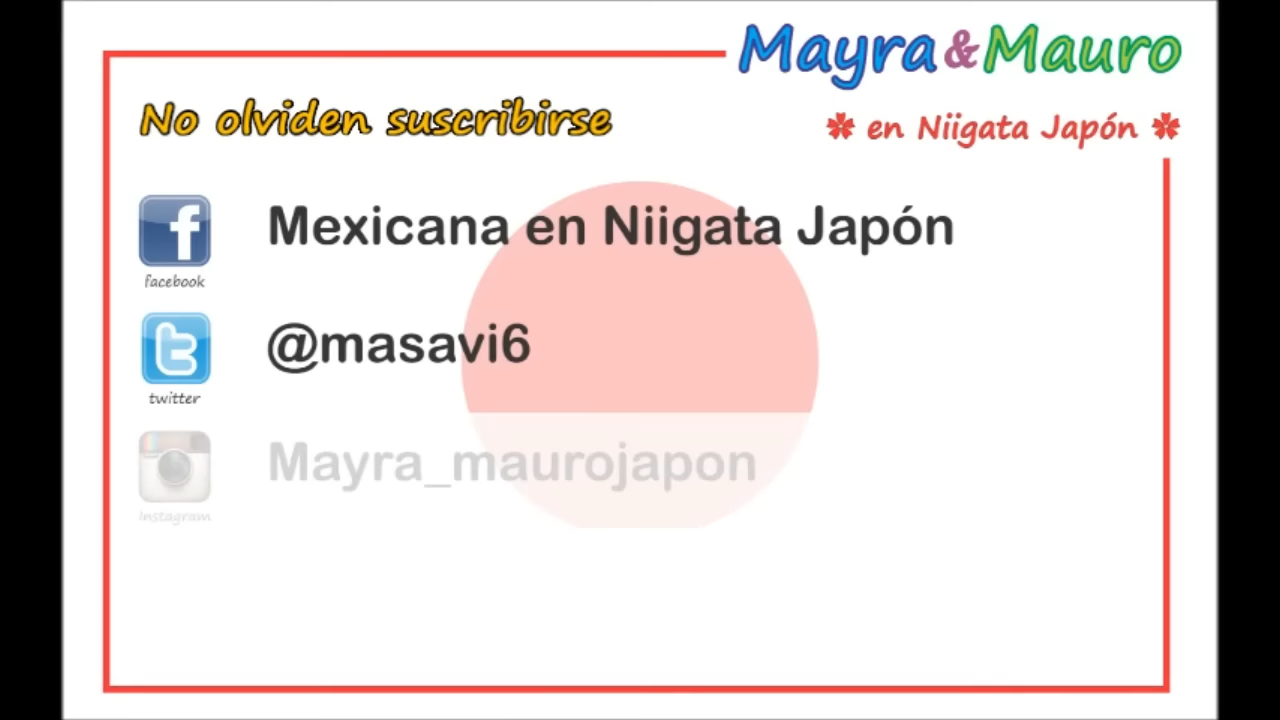 Mayra&Mauro
No olviden suscribirse
en Niigata Japón
Mexicana en Niigata Japón
facebook
@masavi6
twitter
Mayra_maurojapon
Instagram